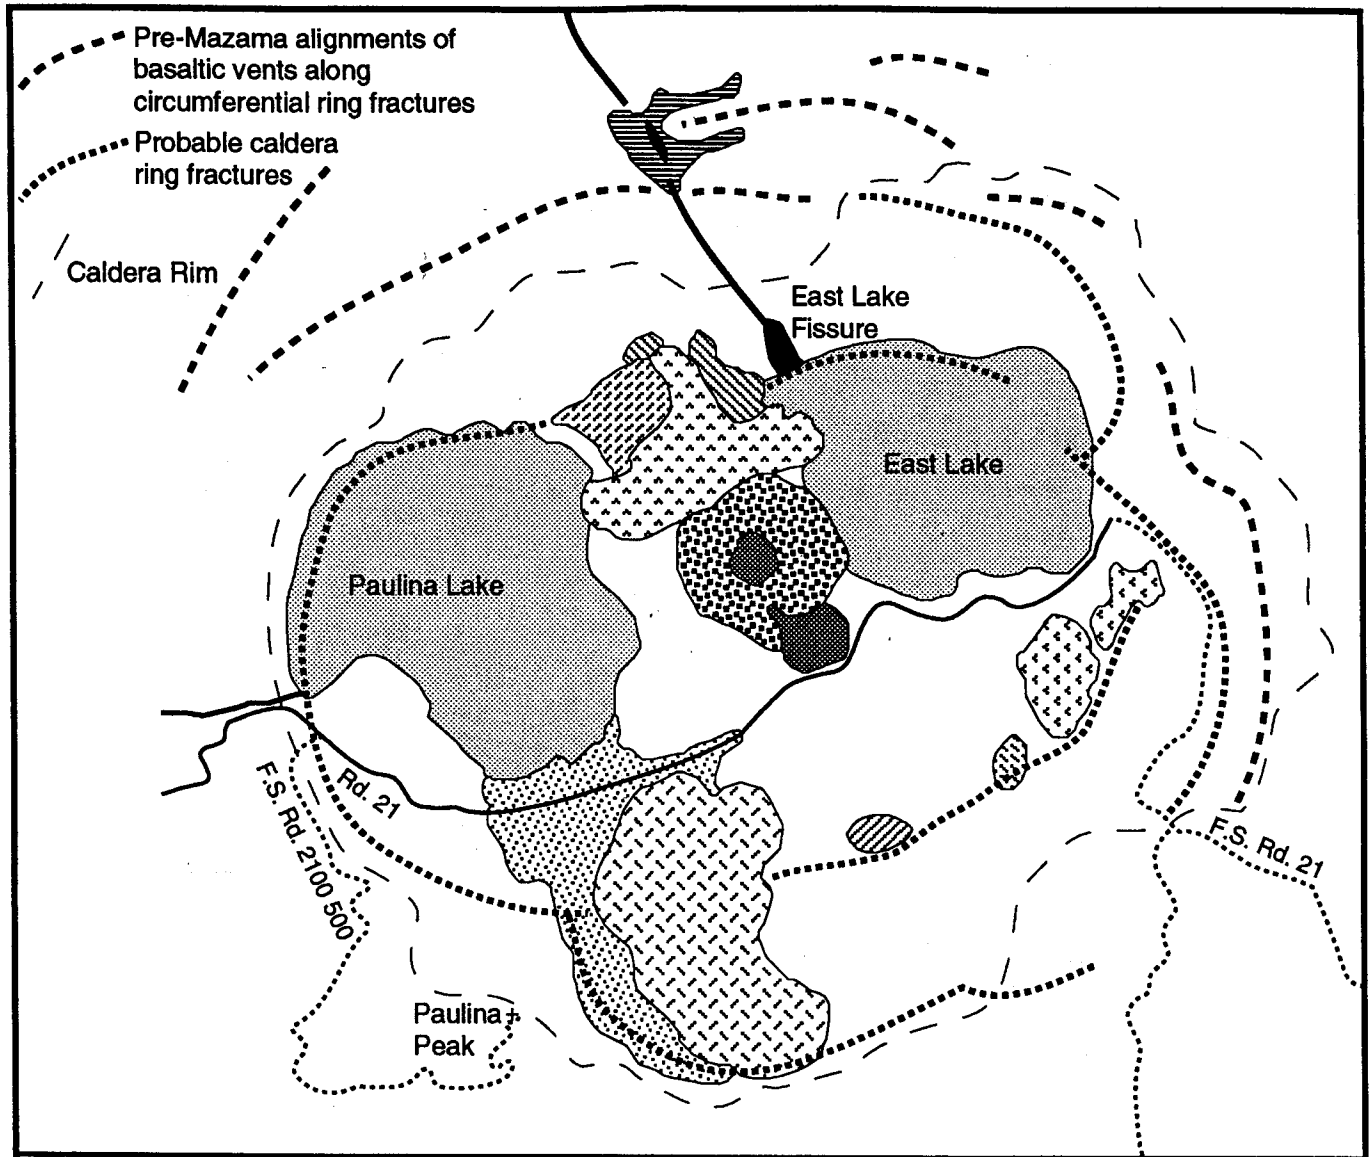 Pre-Mazama alignments of
basaltic vents along
circumferential ring fractures
Probable caldera
ring fractures
Caldera Rim
East Lake
Fissure
East Lake
Paulina Lake
Rd. 21
F.S. Rd. 2100 500
F.S. Rd. 21
Paulina
Peak